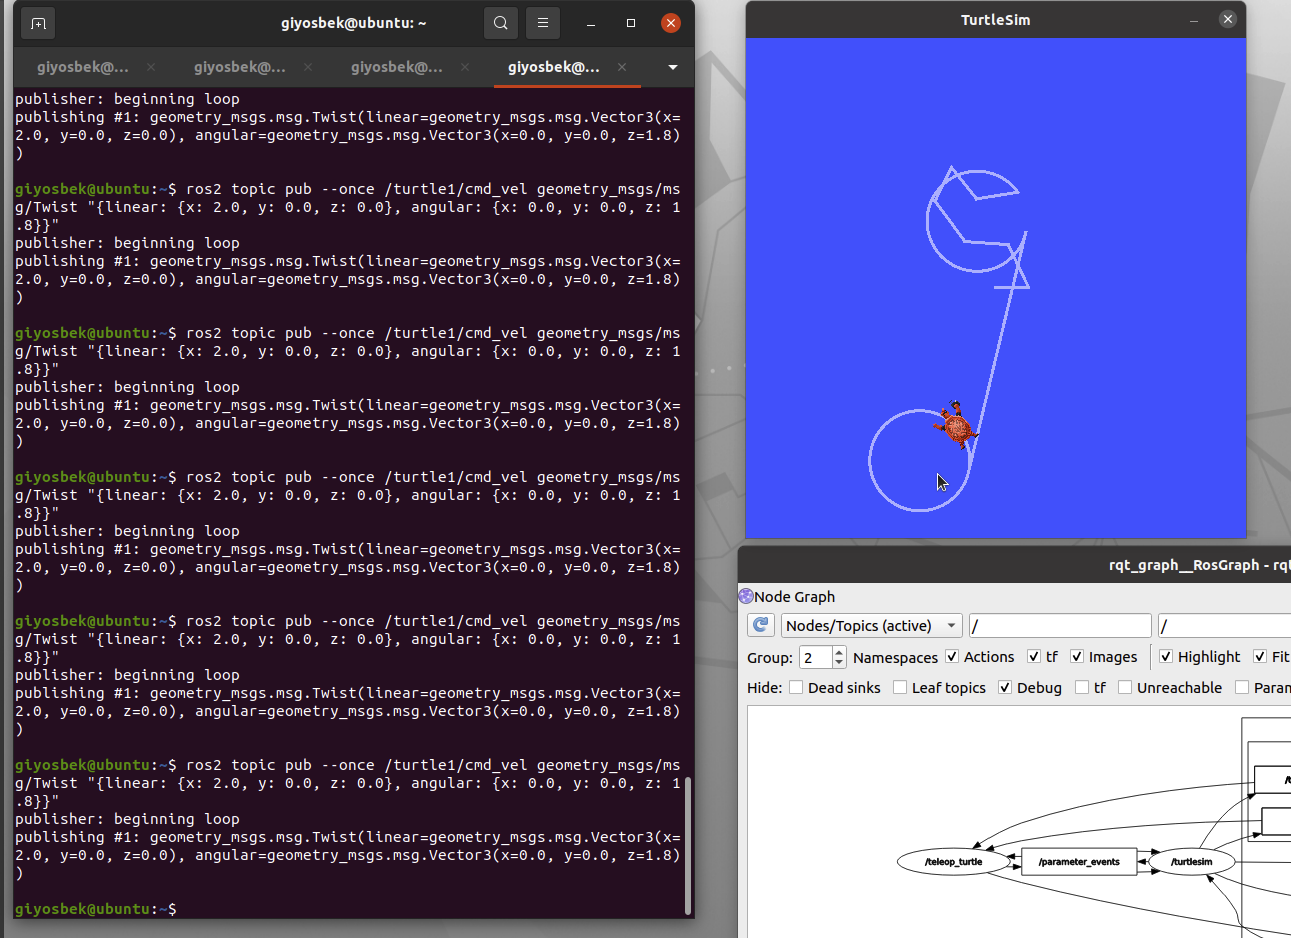 giyosbek@ubuntu: ~
giyosbek@... × giyosbek@... × giyosbek@... × giyosbek@... ×
publisher: beginning loop
publishing #1: geometry_msgs.msg.Twist(linear=geometry_msgs.msg.Vector3(x=
2.0, y=0.0, z=0.0), angular=geometry_msgs.msg.Vector3(x=0.0, y=0.0, z=1.8)
)
giyosbek@ubuntu:~$ ros2 topic pub --once /turtle1/cmd_vel geometry_msgs/ms
g/Twist "{linear: {x: 2.0, y: 0.0, z: 0.0}, angular: {x: 0.0, y: 0.0, z: 1
.8}}"
publisher: beginning loop
publishing #1: geometry_msgs.msg.Twist(linear=geometry_msgs.msg.Vector3(x=
2.0, y=0.0, z=0.0), angular=geometry_msgs.msg.Vector3(x=0.0, y=0.0, z=1.8)
)
giyosbek@ubuntu:~$ ros2 topic pub --once /turtle1/cmd_vel geometry_msgs/ms
g/Twist "{linear: {x: 2.0, y: 0.0, z: 0.0}, angular: {x: 0.0, y: 0.0, z: 1
.8}}"
publisher: beginning loop
publishing #1: geometry_msgs.msg.Twist(linear=geometry_msgs.msg.Vector3(x=
2.0, y=0.0, z=0.0), angular=geometry_msgs.msg.Vector3(x=0.0, y=0.0, z=1.8)
)
giyosbek@ubuntu:~$ ros2 topic pub --once /turtle1/cmd_vel geometry_msgs/ms
g/Twist "{linear: {x: 2.0, y: 0.0, z: 0.0}, angular: {x: 0.0, y: 0.0, z: 1
.8}}"
publisher: beginning loop
publishing #1: geometry_msgs.msg.Twist(linear=geometry_msgs.msg.Vector3(x=
2.0, y=0.0, z=0.0), angular=geometry_msgs.msg.Vector3(x=0.0, y=0.0, z=1.8)
)
giyosbek@ubuntu:~$ ros2 topic pub --once /turtle1/cmd_vel geometry_msgs/ms
g/Twist "{linear: {x: 2.0, y: 0.0, z: 0.0}, angular: {x: 0.0, y: 0.0, z: 1
.8}}"
publisher: beginning loop
publishing #1: geometry_msgs.msg.Twist(linear=geometry_msgs.msg.Vector3(x=
2.0, y=0.0, z=0.0), angular=geometry_msgs.msg.Vector3(x=0.0, y=0.0, z=1.8)
)
giyosbek@ubuntu:~$ ros2 topic pub --once /turtle1/cmd_vel geometry_msgs/ms
g/Twist "{linear: {x: 2.0, y: 0.0, z: 0.0}, angular: {x: 0.0, y: 0.0, z: 1
.8}}"
publisher: beginning loop
publishing #1: geometry_msgs.msg.Twist(linear=geometry_msgs.msg.Vector3(x=
2.0, y=0.0, z=0.0), angular=geometry_msgs.msg.Vector3(x=0.0, y=0.0, z=1.8)
)
giyosbek@ubuntu:~$
TurtleSim
rqt_graph__RosGraph - rqt
Node Graph
Nodes/Topics (active) / /
Group: 2 Namespaces Actions tf Images Highlight Fit
Hide: Dead sinks Leaf topics Debug tf Unreachable Param
/teleop_turtle /parameter_events /turtlesim